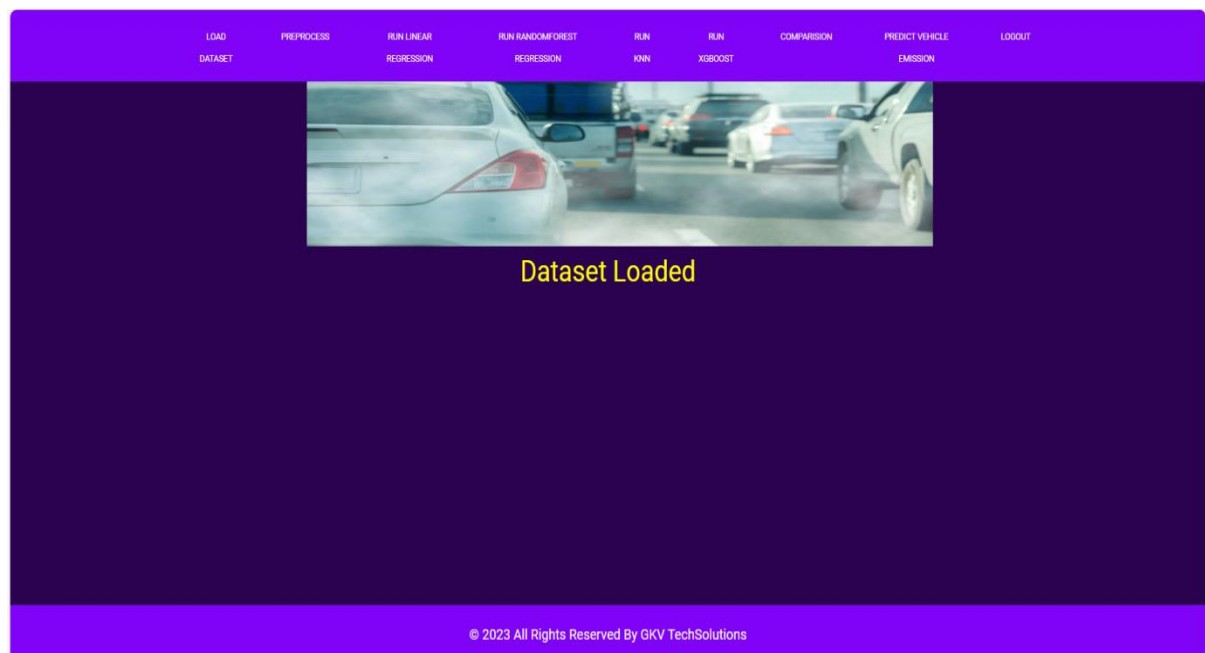 LOAD PREPROCESS RUN LINEAR RUN RANDOMFOREST RUN RUN COMPARISION PREDICT VEHICLE LOGOUT
DATASET REGRESSION REGRESSION KNN XGBOOST EMISSION
Dataset Loaded
© 2023 All Rights Reserved By GKV TechSolutions